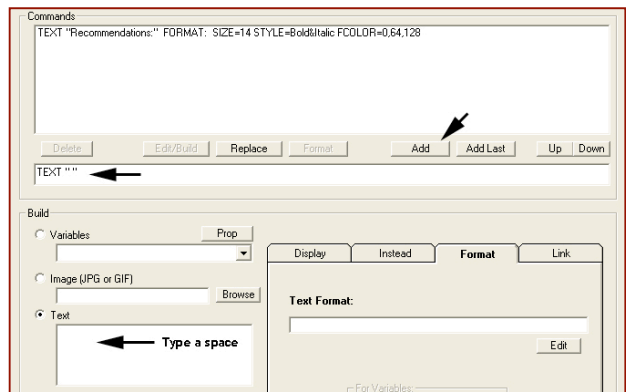 Commands
TEXT "Recommendations:" FORMAT: SIZE=14 STYLE=Bold&Italic FCOLOR=0,64,128
Delete Edit/Build Replace Format Add Add Last Up Down
TEXT " "
Build
Variables Prop
Display Instead Format Link
Image (JPG or GIF)
Browse
Text Format:
Text
Type a space
Edit
For Variables: